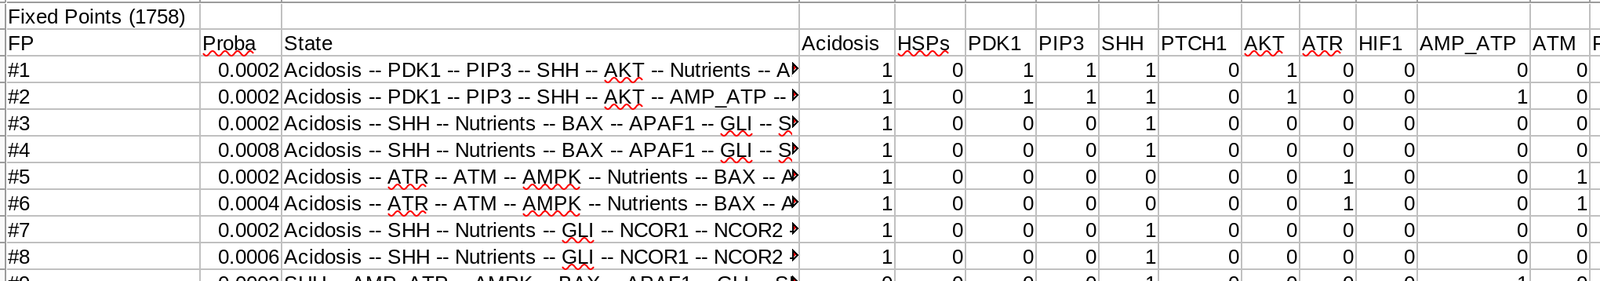 Fixed Points (1758)
FP Proba State Acidosis HSPs PDK1 PIP3 SHH PTCH1 AKT ATR HIF1 AMP_ATP ATM
#1 0.0002 Acidosis -- PDK1 -- PIP3 -- SHH -- AKT -- Nutrients -- A 1 0 1 1 1 0 1 0 0 0 0
#2 0.0002 Acidosis -- PDK1 -- PIP3 -- SHH -- AKT -- AMP_ATP -- 1 0 1 1 1 0 1 0 0 1 0
#3 0.0002 Acidosis -- SHH -- Nutrients -- BAX -- APAF1 -- GLI -- S 1 0 0 0 1 0 0 0 0 0 0
#4 0.0008 Acidosis -- SHH -- Nutrients -- BAX -- APAF1 -- GLI -- S 1 0 0 0 1 0 0 0 0 0 0
#5 0.0002 Acidosis -- ATR -- ATM -- AMPK -- Nutrients -- BAX -- A 1 0 0 0 0 0 0 1 0 0 1
#6 0.0004 Acidosis -- ATR -- ATM -- AMPK -- Nutrients -- BAX -- A 1 0 0 0 0 0 0 1 0 0 1
#7 0.0002 Acidosis -- SHH -- Nutrients -- GLI -- NCOR1 -- NCOR2 - 1 0 0 0 1 0 0 0 0 0 0
#8 0.0006 Acidosis -- SHH -- Nutrients -- GLI -- NCOR1 -- NCOR2 - 1 0 0 0 1 0 0 0 0 0 0